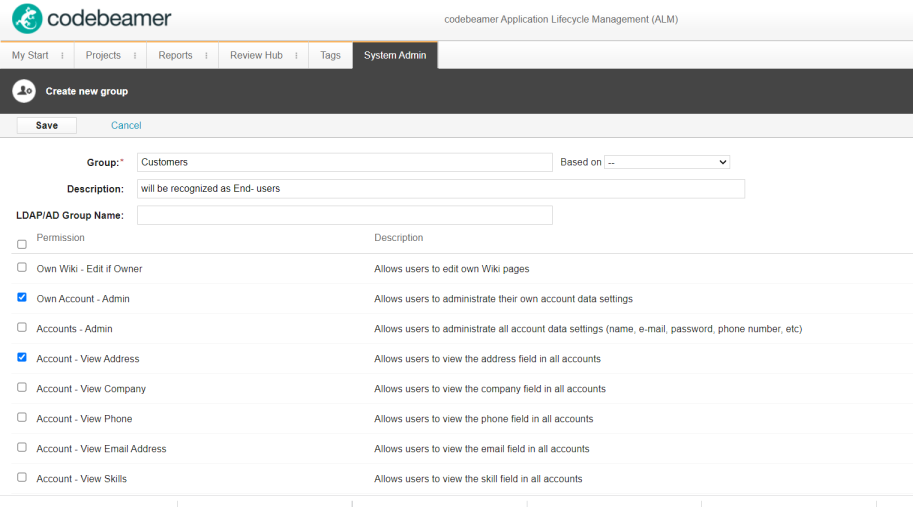 codebeamer
codebeamer Application Lifecycle Management (ALM)
My Start Projects Reports Review Hub Tags System Admin
Create new group
Save Cancel
Group:* Customers Based on --
Description: will be recognized as End- users
LDAP/AD Group Name:
Permission Description
Own Wiki - Edit if Owner Allows users to edit own Wiki pages
Own Account - Admin Allows users to administrate their own account data settings
Accounts - Admin Allows users to administrate all account data settings (name, e-mail, password, phone number, etc)
Account - View Address Allows users to view the address field in all accounts
Account - View Company Allows users to view the company field in all accounts
Account - View Phone Allows users to view the phone field in all accounts
Account - View Email Address Allows users to view the email field in all accounts
Account - View Skills Allows users to view the skill field in all accounts